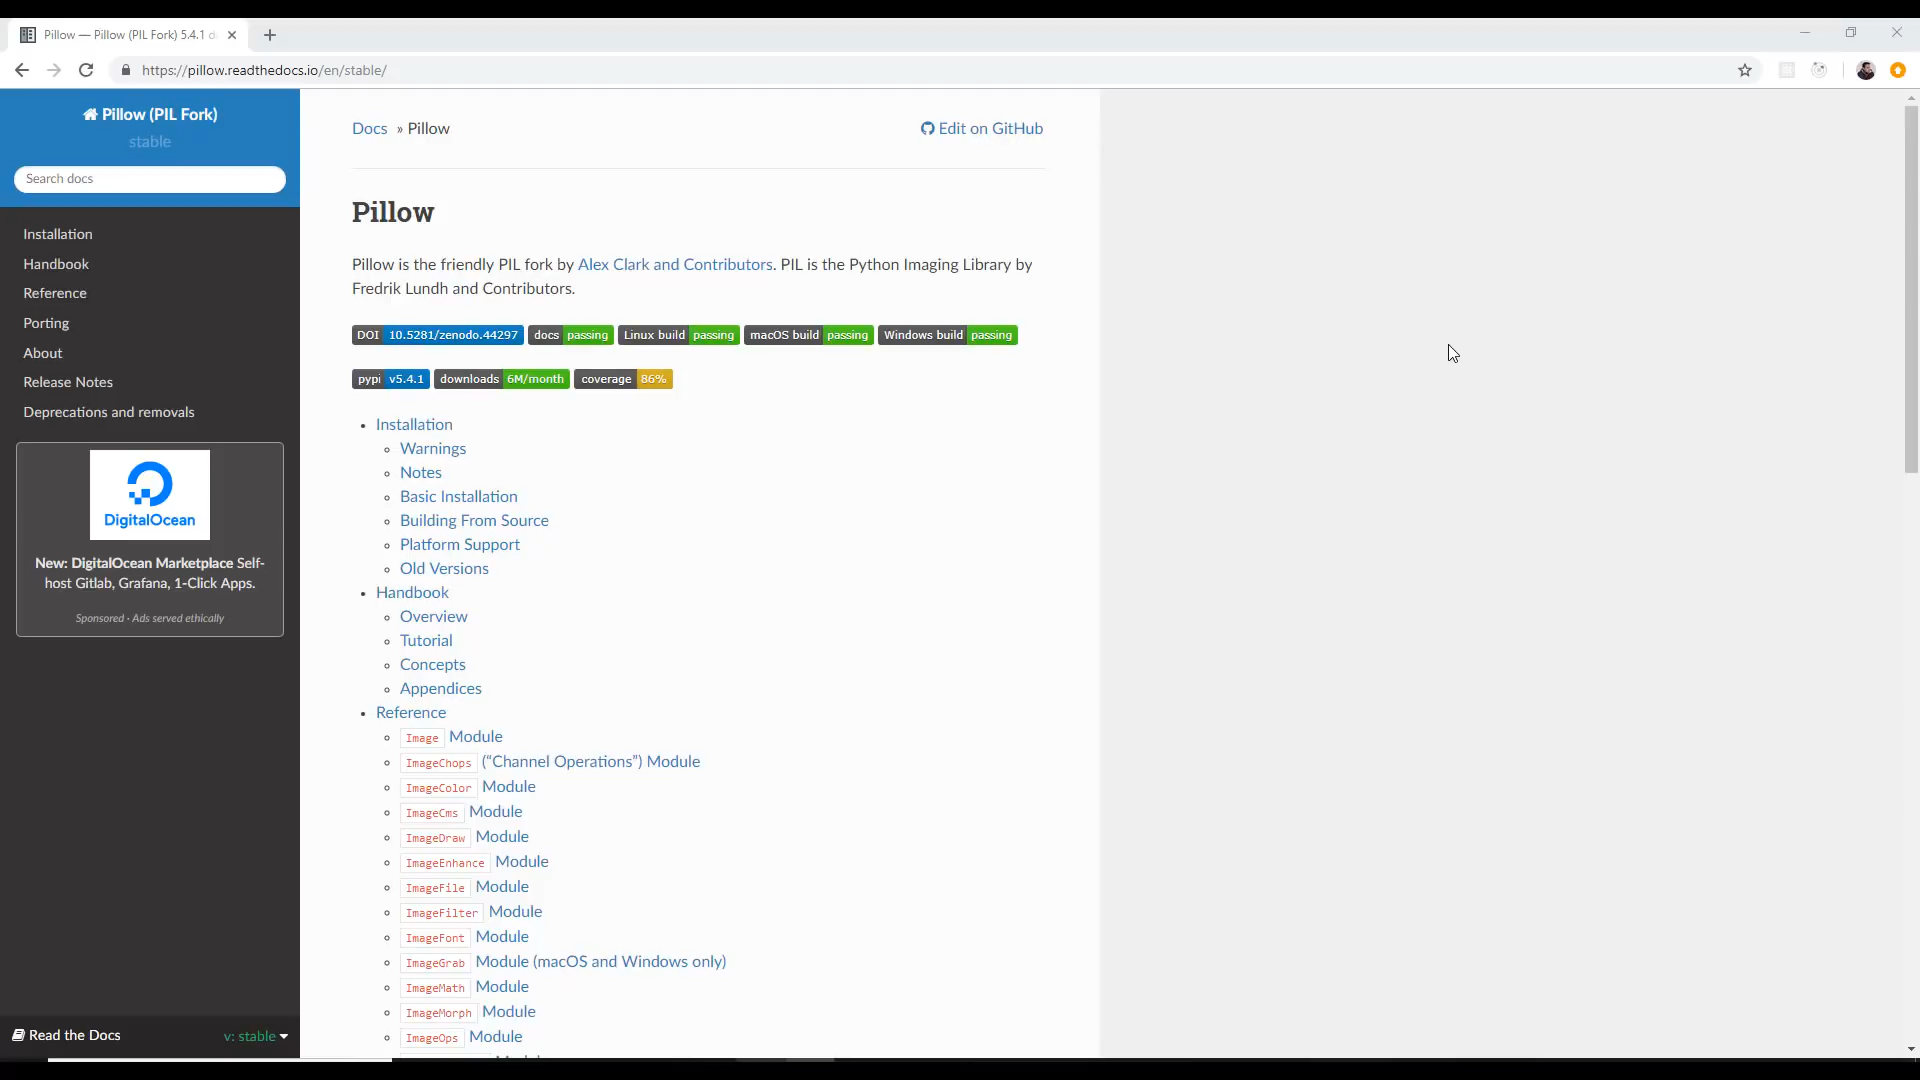 Pillow — Pillow (PIL Fork) 5.4.1 d
https://pillow.readthedocs.io/en/stable/
Pillow (PIL Fork)
stable
Search docs
Installation
Handbook
Reference
Porting
About
Release Notes
Deprecations and removals
DigitalOcean
New: DigitalOcean Marketplace Self-
host Gitlab, Grafana, 1-Click Apps.
Sponsored · Ads served ethically
Read the Docs
v: stable
Docs » Pillow
Edit on GitHub
Pillow
Pillow is the friendly PIL fork by Alex Clark and Contributors. PIL is the Python Imaging Library by
Fredrik Lundh and Contributors.
DOI 10.5281/zenodo.44297 docs passing Linux build passing macOS build passing Windows build passing
pypi v5.4.1 downloads 6M/month coverage 86%
Installation
Warnings
Notes
Basic Installation
Building From Source
Platform Support
Old Versions
Handbook
Overview
Tutorial
Concepts
Appendices
Reference
Image Module
ImageChops (“Channel Operations”) Module
ImageColor Module
ImageCms Module
ImageDraw Module
ImageEnhance Module
ImageFile Module
ImageFilter Module
ImageFont Module
ImageGrab Module (macOS and Windows only)
ImageMath Module
ImageMorph Module
ImageOps Module